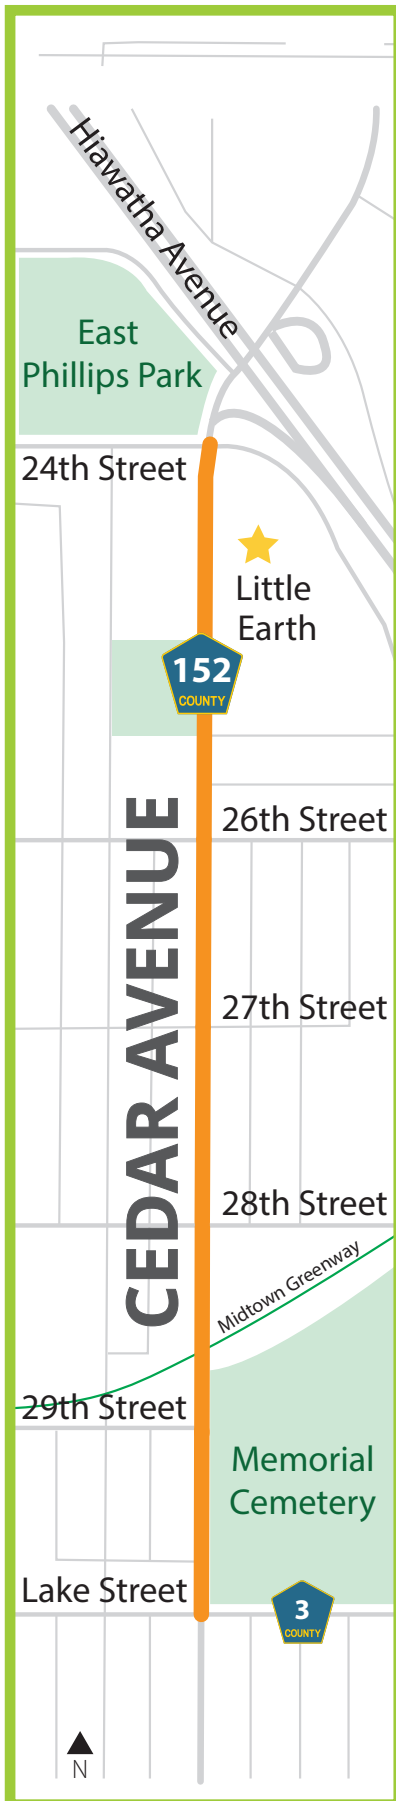 Hiawatha Avenue
East
Phillips Park
24th Street
Little
Earth
152
COUNTY
26th Street
CEDAR AVENUE
27th Street
28th Street
Midtown Greenway
29th Street
Memorial
Cemetery
Lake Street
3
COUNTY
N